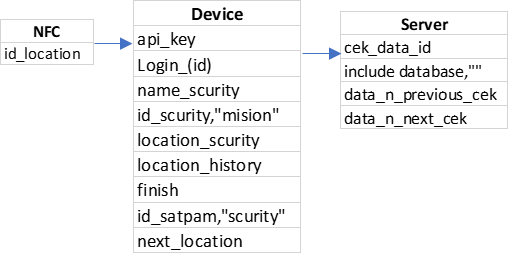 NFC
id_location
Device
api_key
Login_(id)
name_scurity
id_scurity,"mision"
location_scurity
location_history
finish
id_satpam,"scurity"
next_location
Server
cek_data_id
include database,""
data_n_previous_cek
data_n_next_cek